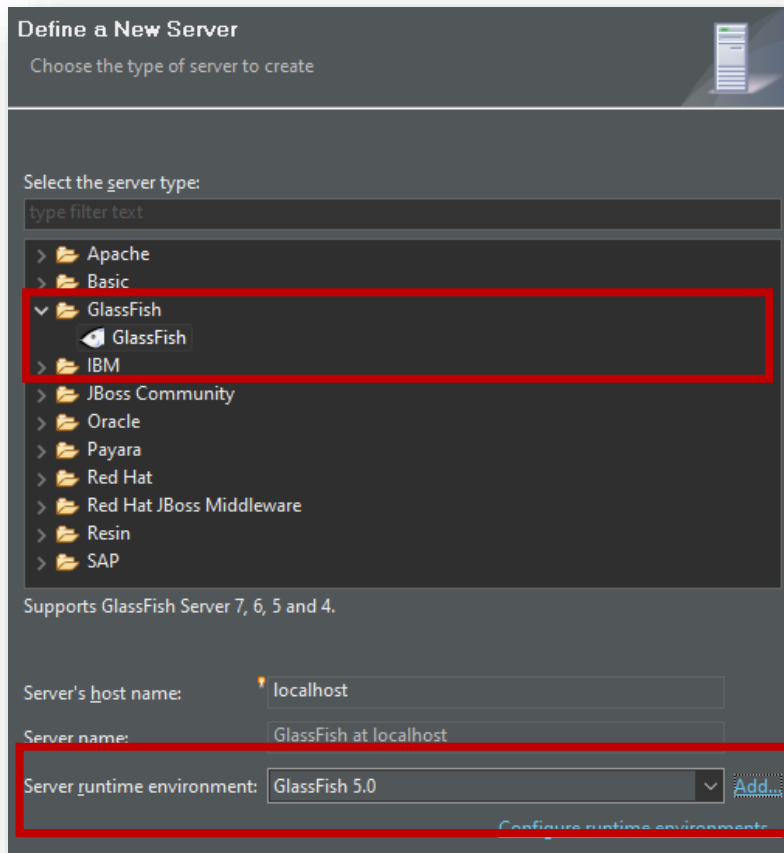 Define a New Server
Choose the type of server to create
Select the server type:
type filter text
Apache
Basic
GlassFish
GlassFish
IBM
JBoss Community
Oracle
Payara
Red Hat
Red Hat JBoss Middleware
Resin
SAP
Supports GlassFish Server 7, 6, 5 and 4.
Server's host name: localhost
Server name: GlassFish at localhost
Server runtime environment: GlassFish 5.0 Add...
Configure runtime environments...